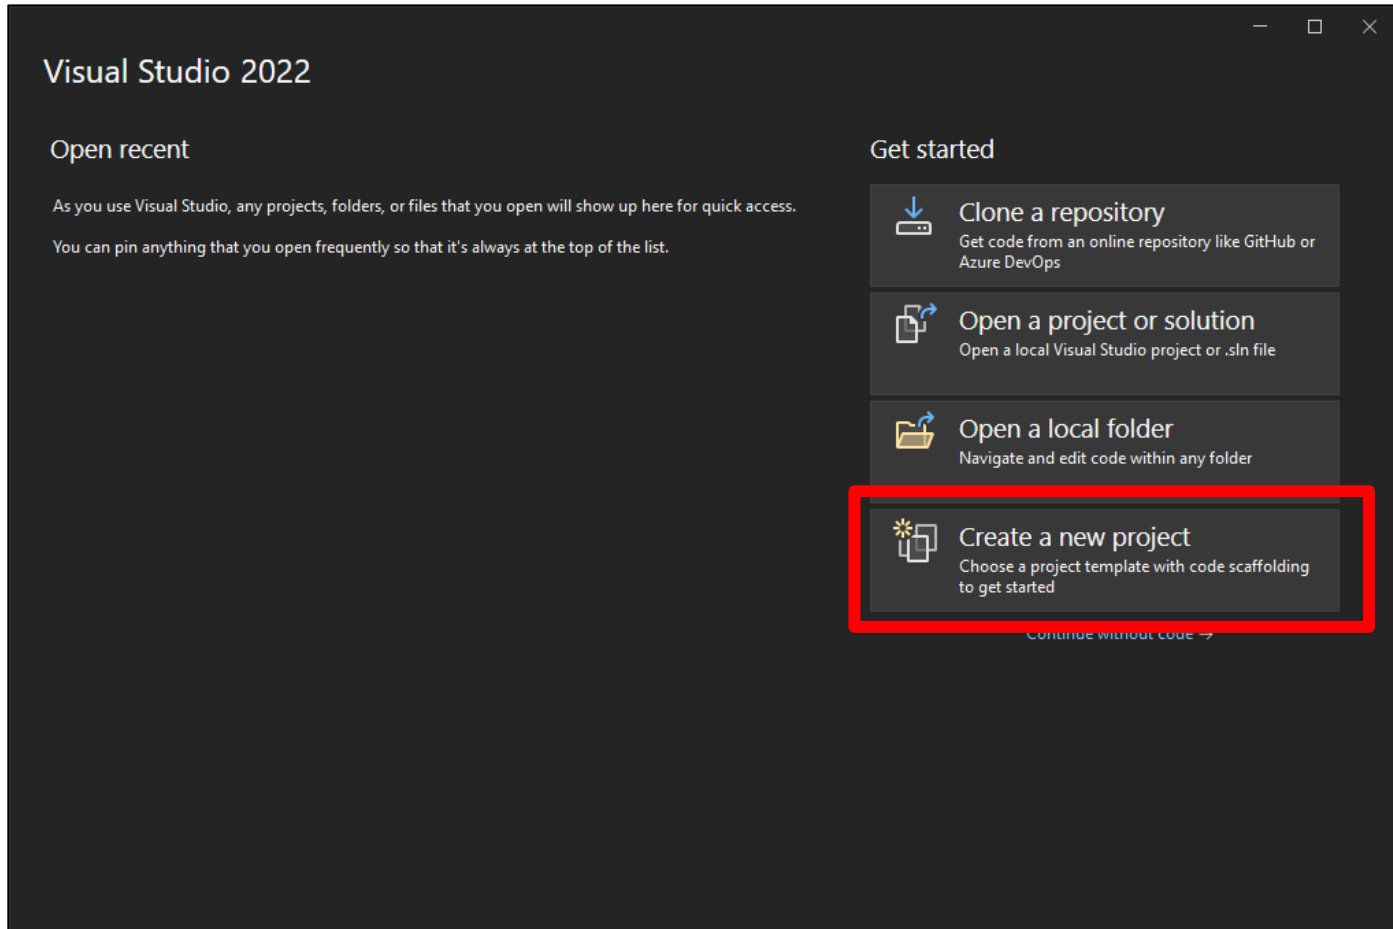 Visual Studio 2022
Open recent
As you use Visual Studio, any projects, folders, or files that you open will show up here for quick access.
You can pin anything that you open frequently so that it's always at the top of the list.
Get started
Clone a repository
Get code from an online repository like GitHub or
Azure DevOps
Open a project or solution
Open a local Visual Studio project or .sln file
Open a local folder
Navigate and edit code within any folder
Create a new project
Choose a project template with code scaffolding
to get started
Continue without code →